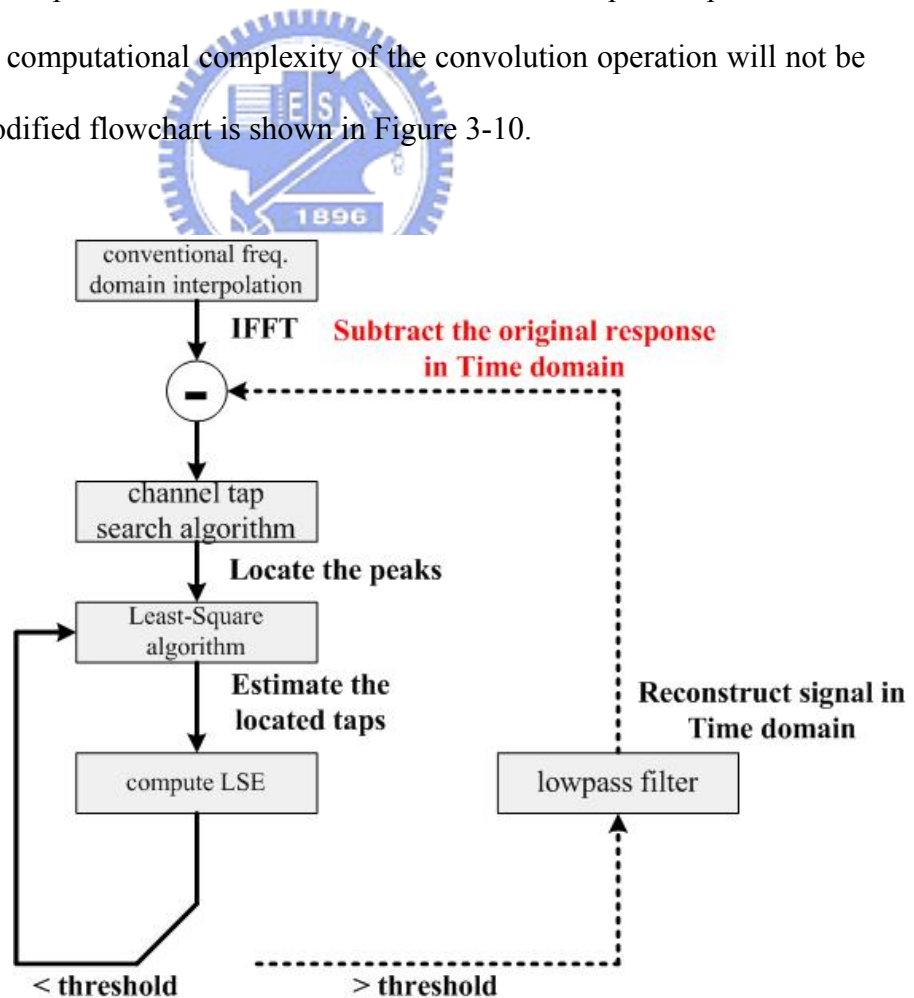 computational complexity of the convolution operation will not be
odified flowchart is shown in Figure 3-10.
E S A
1896
conventional freq.
domain interpolation
IFFT
Subtract the original response
in Time domain
-
channel tap
search algorithm
Locate the peaks
Least-Square
algorithm
Estimate the
located taps
Reconstruct signal in
Time domain
compute LSE
lowpass filter
< threshold
> threshold